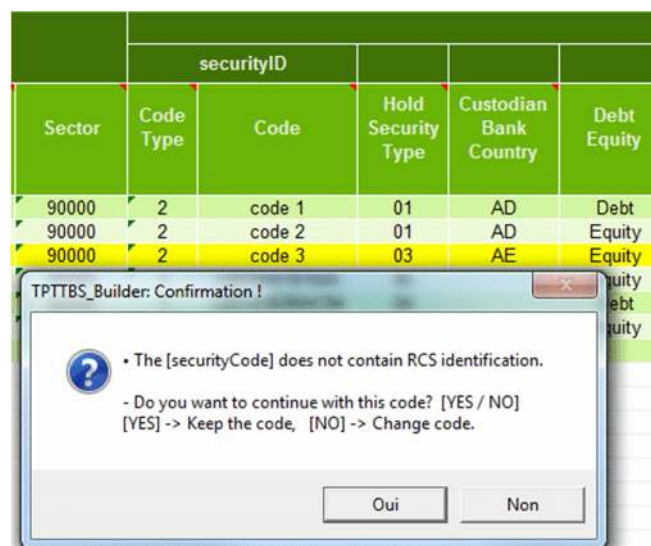 securityID
Sector Code Type Code Hold Security Type Custodian Bank Country Debt Equity
90000 2 code 1 01 AD Debt
90000 2 code 2 01 AD Equity
90000 2 code 3 03 AE Equity
TPTTBS_Builder: Confirmation !
• The [securityCode] does not contain RCS identification.
- Do you want to continue with this code? [YES / NO]
[YES] -> Keep the code, [NO] -> Change code.
Oui Non